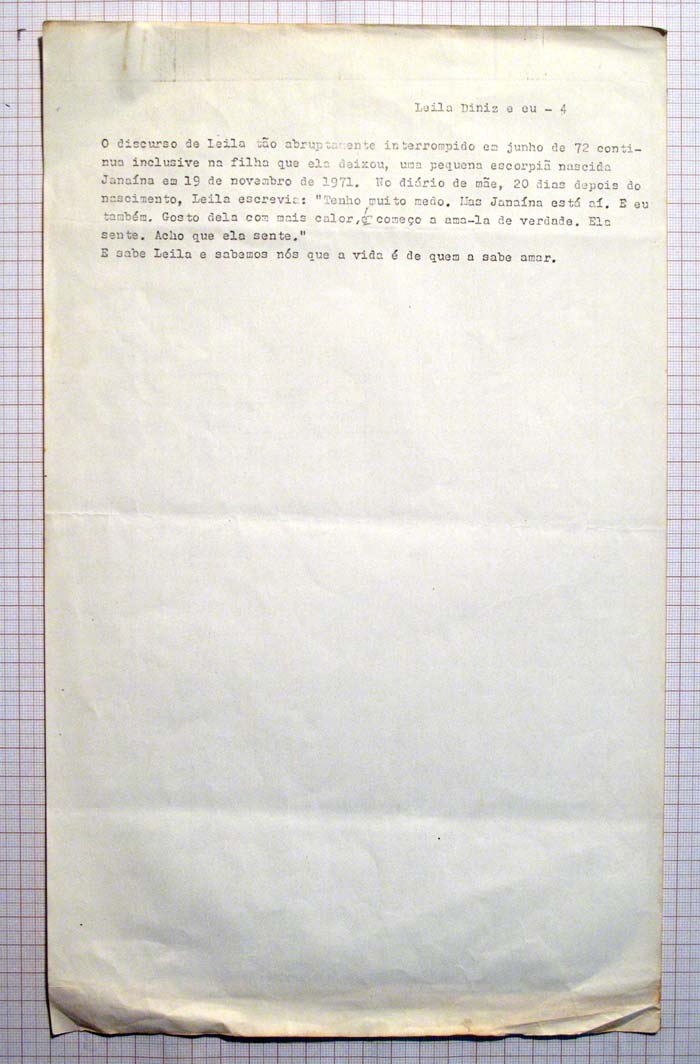 Leila Diniz e eu - 4
O discurso de Leila tão abruptamente interrompido em junho de 72 conti-
nua inclusive na filha que ela deixou, uma pequena escorpiã nascida
Janaína em 19 de novembro de 1971. No diário de mãe, 20 dias depois do
nascimento, Leila escrevia: "Tenho muito medo. Mas Janaína está aí. E eu
também. Gosto dela com mais calor, começo a ama-la de verdade. Ela
sente. Acho que ela sente."
E sabe Leila e sabemos nós que a vida é de quem a sabe amar.